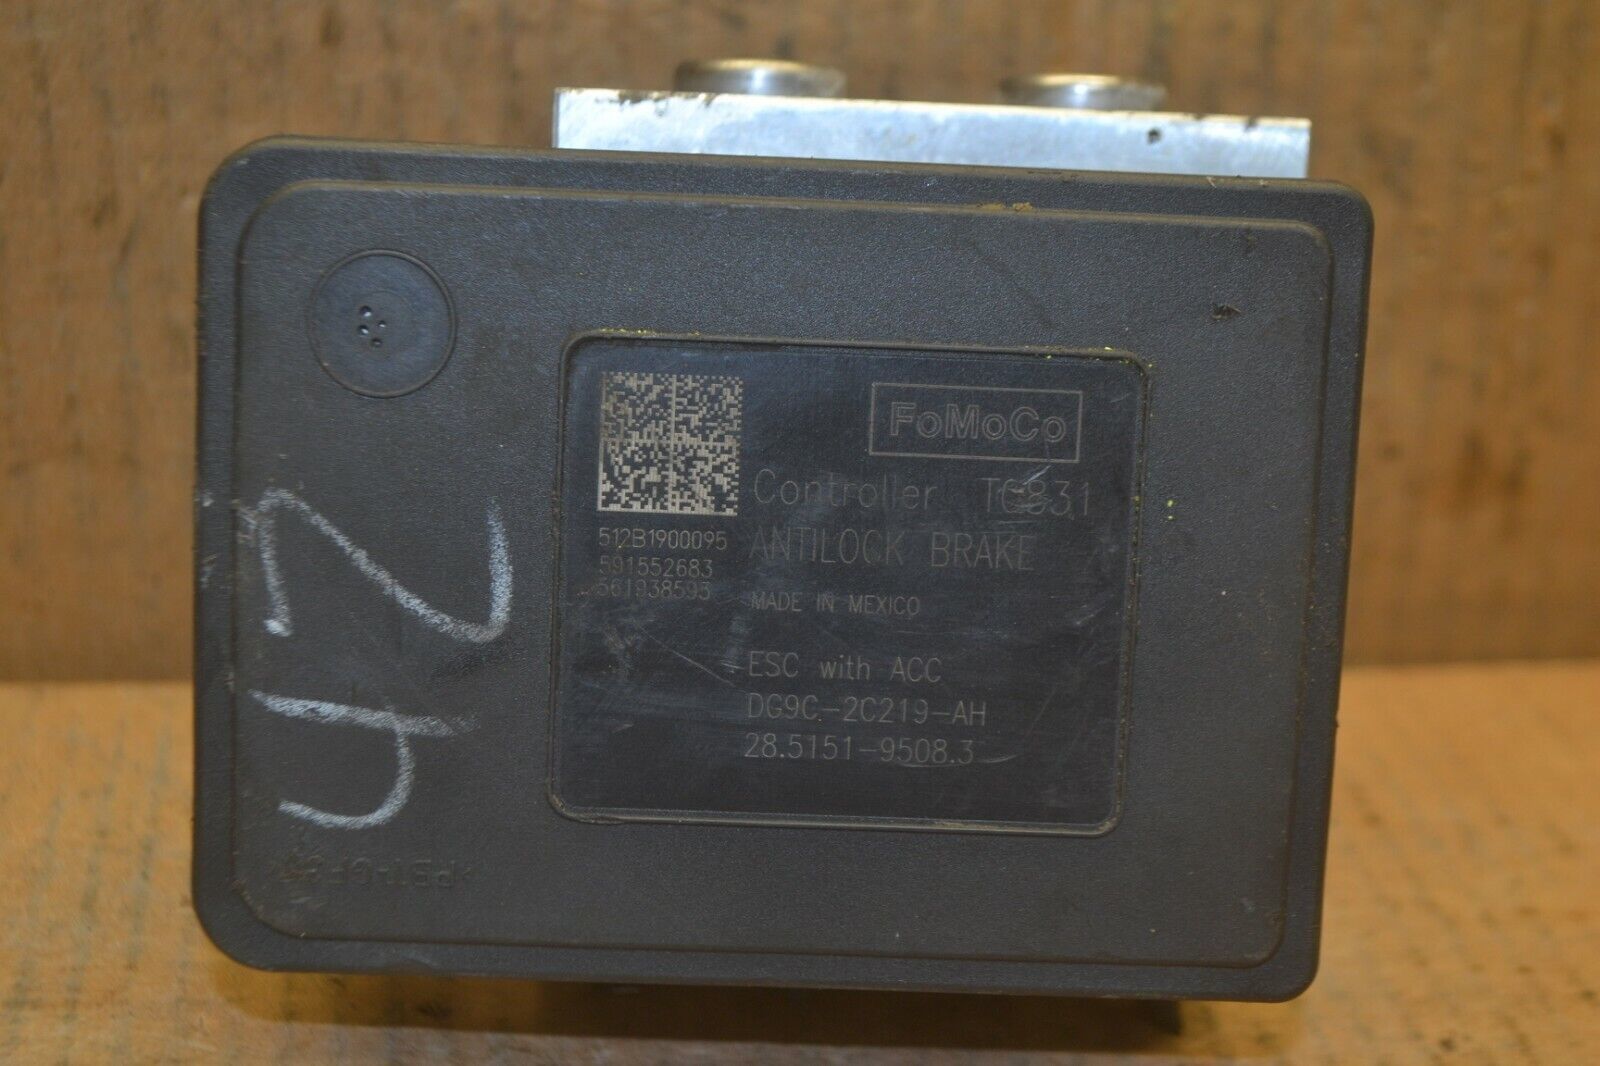 FoMoCo
Controller TC831
ANTILOCK BRAKE
512B1900095
591552683
561938593
MADE IN MEXICO
ESC with ACC
DG9C-2C219-AH
28.5151-9508.3
42